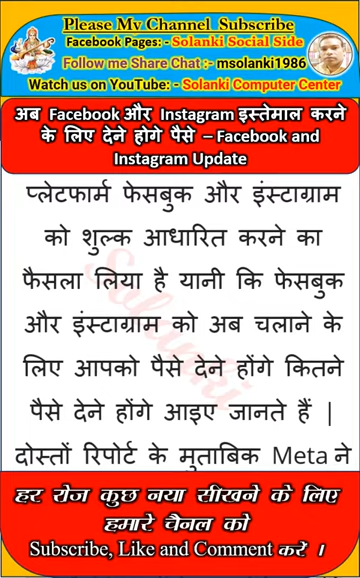 Please My Channel Subscribe
Facebook Pages: - Solanki Social Side
Follow me Share Chat :- msolanki1986
Watch us on YouTube: - Solanki Computer Center
अब Facebook और Instagram इस्तेमाल करने
के लिए देने होगे पैसे – Facebook and
Instagram Update
प्लेटफार्म फेसबुक और इंस्टाग्राम
को शुल्क आधारित करने का
फैसला लिया है यानी कि फेसबुक
और इंस्टाग्राम को अब चलाने के
लिए आपको पैसे देने होंगे कितने
पैसे देने होंगे आइए जानते हैं |
दोस्तों रिपोर्ट के मुताबिक Meta ने
Solanki
हर रोज कुछ नया सीखने के लिए
हमारे चैनल को
Subscribe, Like and Comment करें ।